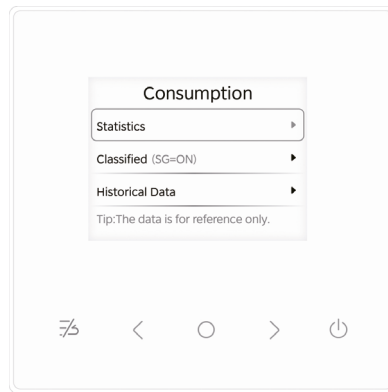 Consumption
Statistics
Classified (SG=ON)
Historical Data
Tip:The data is for reference only.